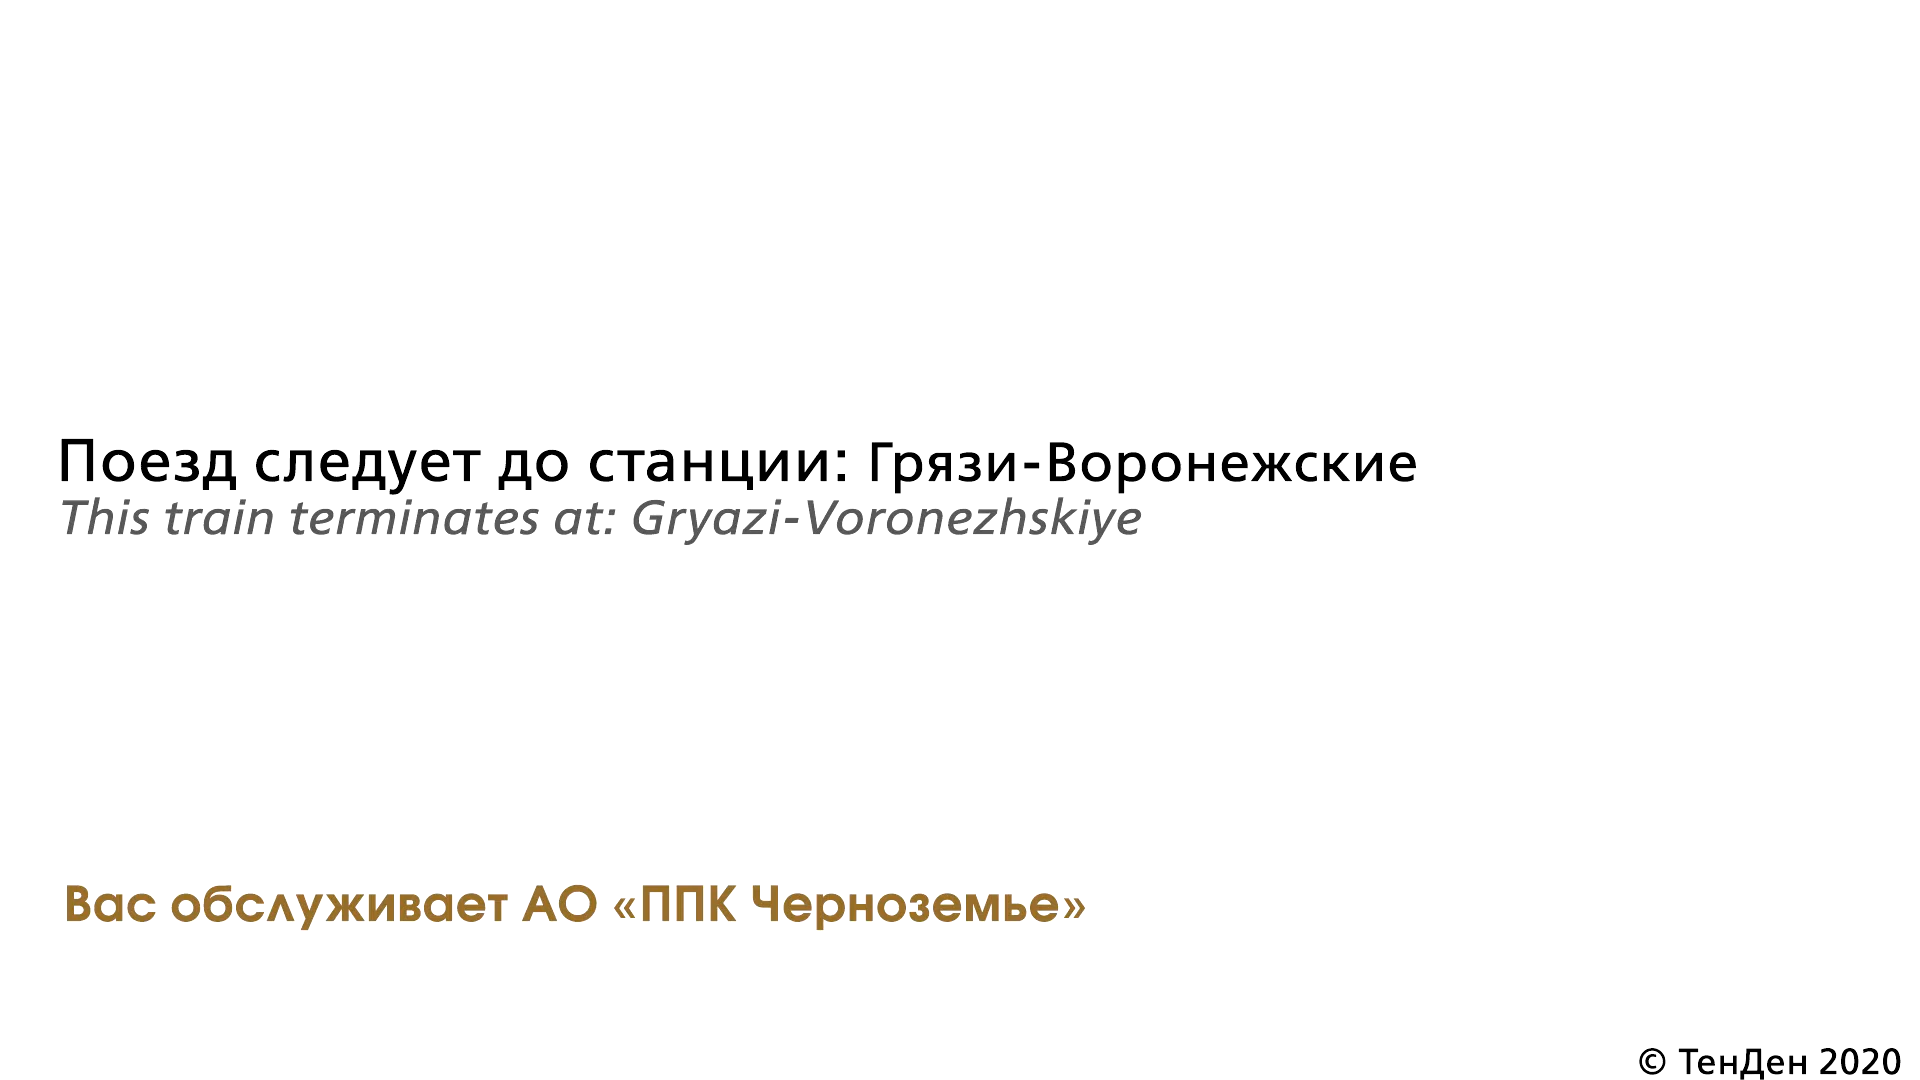 Поезд следует до станции: Грязи-Воронежские
This train terminates at: Gryazi-Voronezhskiye
Вас обслуживает АО «ППК Черноземье»
© ТенДен 2020